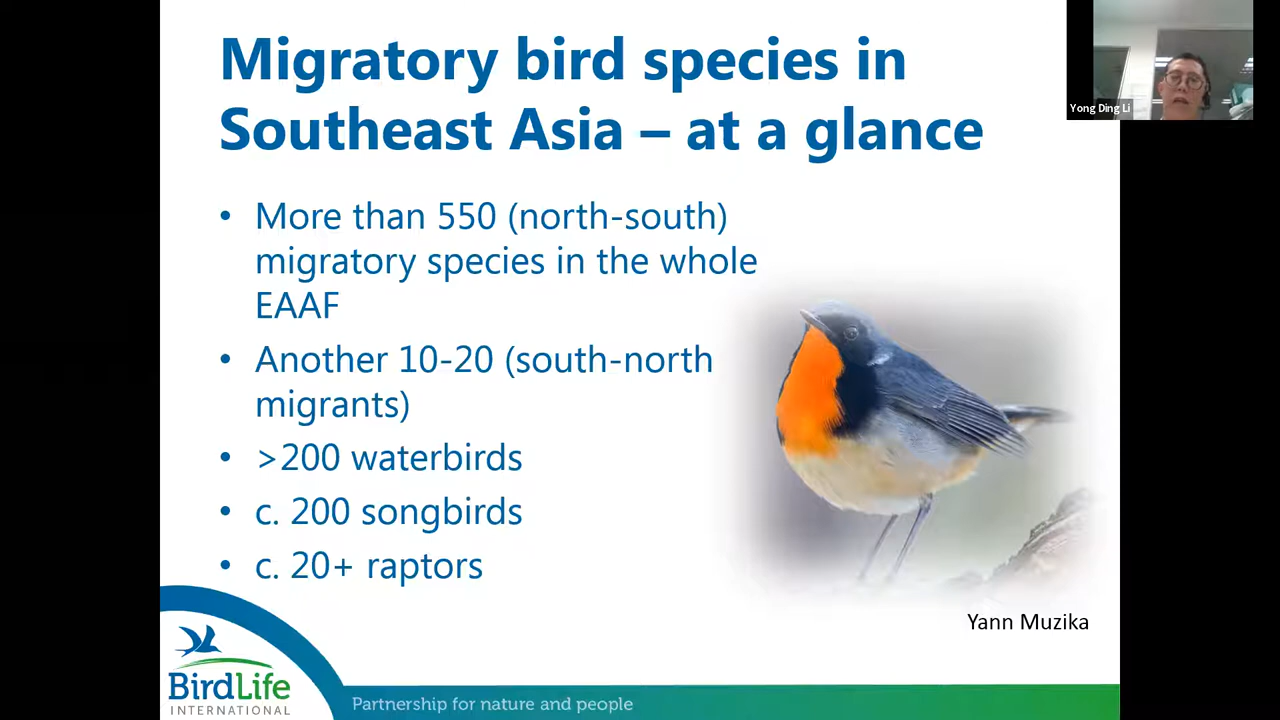 Migratory bird species in
Southeast Asia – at a glance
Yong Ding Li
• More than 550 (north-south)
migratory species in the whole
EAAF
• Another 10-20 (south-north
migrants)
• >200 waterbirds
• c. 200 songbirds
• c. 20+ raptors
Yann Muzika
BirdLife
INTERNATIONAL
Partnership for nature and people